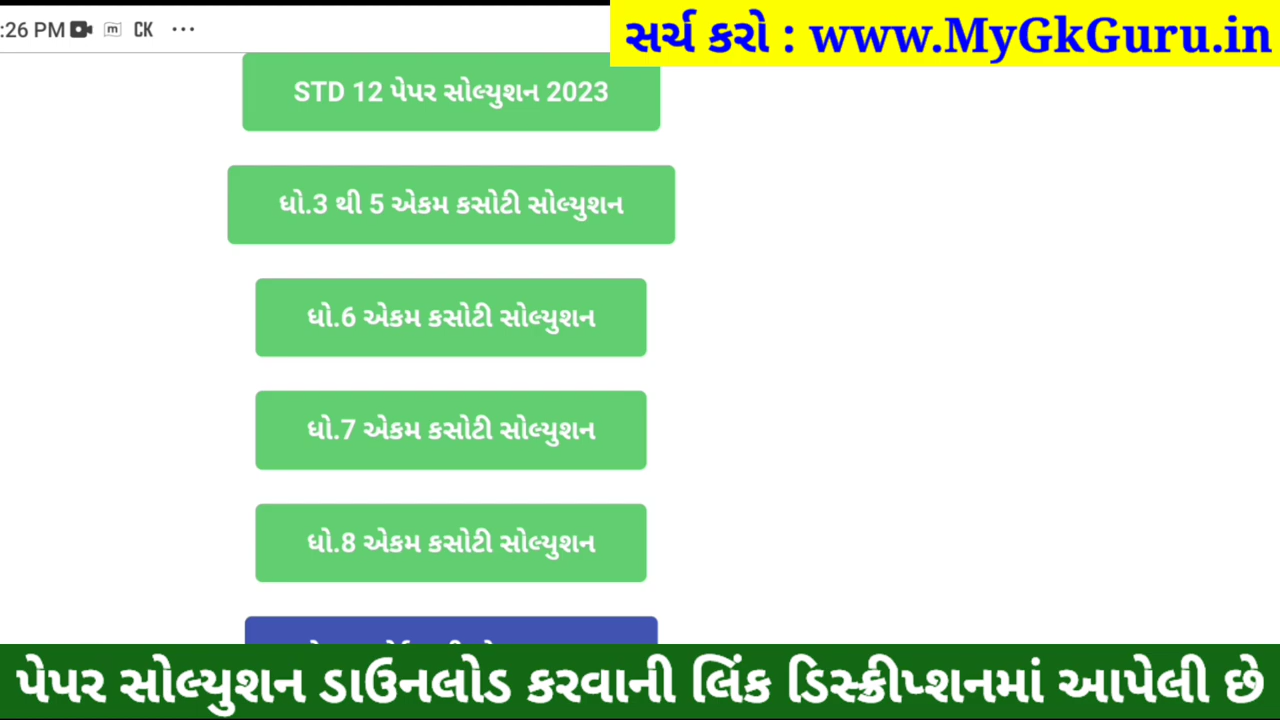 :26 PM m CK ...
સર્ચ કરો : www.MyGkGuru.in
STD 12 પેપર સોલ્યુશન 2023
ધો.3 થી 5 એકમ કસોટી સોલ્યુશન
ધો.6 એકમ કસોટી સોલ્યુશન
ધો.7 એકમ કસોટી સોલ્યુશન
ધો.8 એકમ કસોટી સોલ્યુશન
પેપર સોલ્યુશન ડાઉનલોડ કરવાની લિંક ડિસ્ક્રીપ્શનમાં આપેલી છે